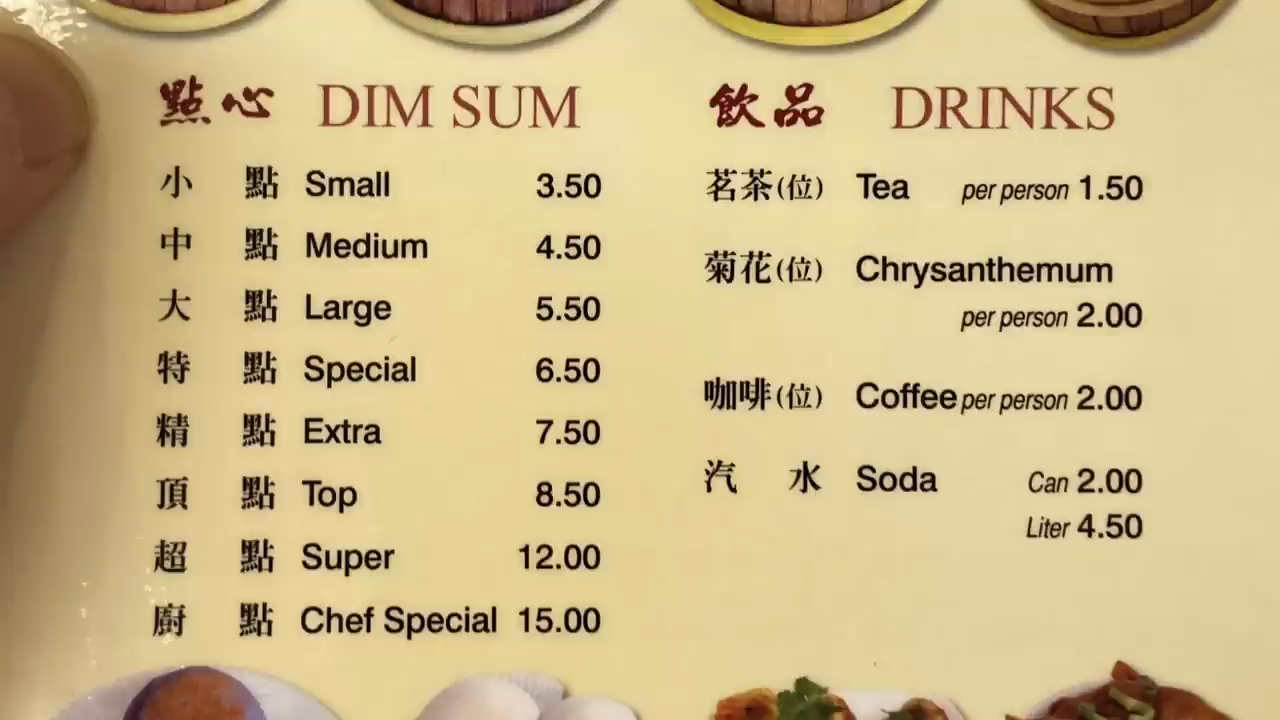 點心 DIM SUM
小 點 Small 3.50
中 點 Medium 4.50
大 點 Large 5.50
特 點 Special 6.50
精 點 Extra 7.50
頂 點 Top 8.50
超 點 Super 12.00
廚 點 Chef Special 15.00
飲品 DRINKS
茗茶(位) Tea per person 1.50
菊花(位) Chrysanthemum
per person 2.00
咖啡(位) Coffee per person 2.00
汽 水 Soda Can 2.00
Liter 4.50